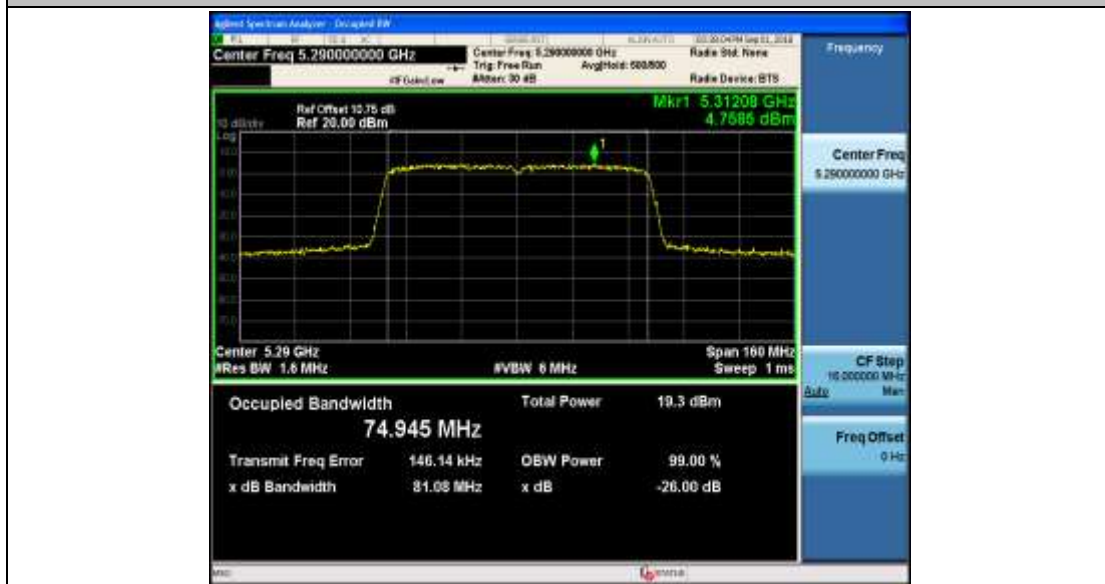 Agilent Spectrum Analyzer - Occupied BW
Center Freq 5.290000000 GHz
Center Freq: 5.290000000 GHz
Radio Std: None
Trig: Free Run
Avg|Hold: 500/500
#IFGain:Low
#Atten: 30 dB
Radio Device: BTS
Frequency
Ref Offset 10.75 dB
Ref 20.00 dBm
Mkr1 5.31208 GHz
4.7585 dBm
10 dB/div
Log
1
Center Freq
5.290000000 GHz
Center 5.29 GHz
Span 160 MHz
#Res BW 1.6 MHz
#VBW 6 MHz
Sweep 1 ms
CF Step
16.000000 MHz
Auto Man
Occupied Bandwidth
74.945 MHz
Total Power 19.3 dBm
Transmit Freq Error 146.14 kHz
OBW Power 99.00 %
x dB Bandwidth 81.08 MHz
x dB -26.00 dB
Freq Offset
0 Hz
MSG
STATUS